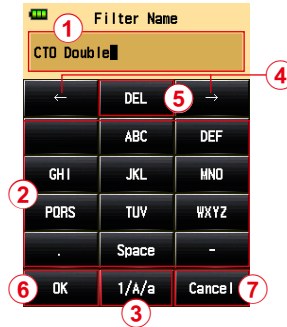 Filter Name
1
CTO Double
← DEL 5 → 4
ABC DEF
GHI JKL MNO
2
PQRS TUV WXYZ
. Space -
6 OK 1/A/a Cancel 7
3